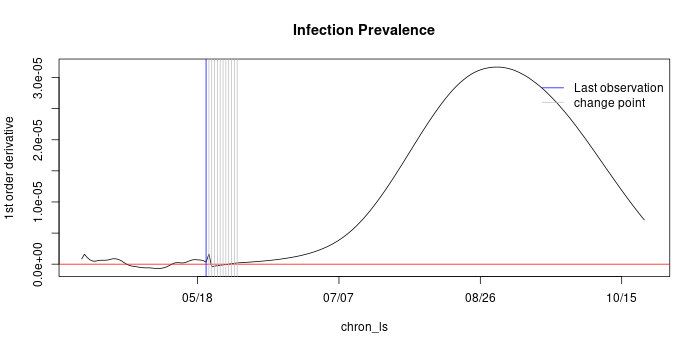 Infection Prevalence
1st order derivative
3.0e-05
2.0e-05
1.0e-05
0.0e+00
Last observation
change point
05/18
07/07
08/26
10/15
chron_ls